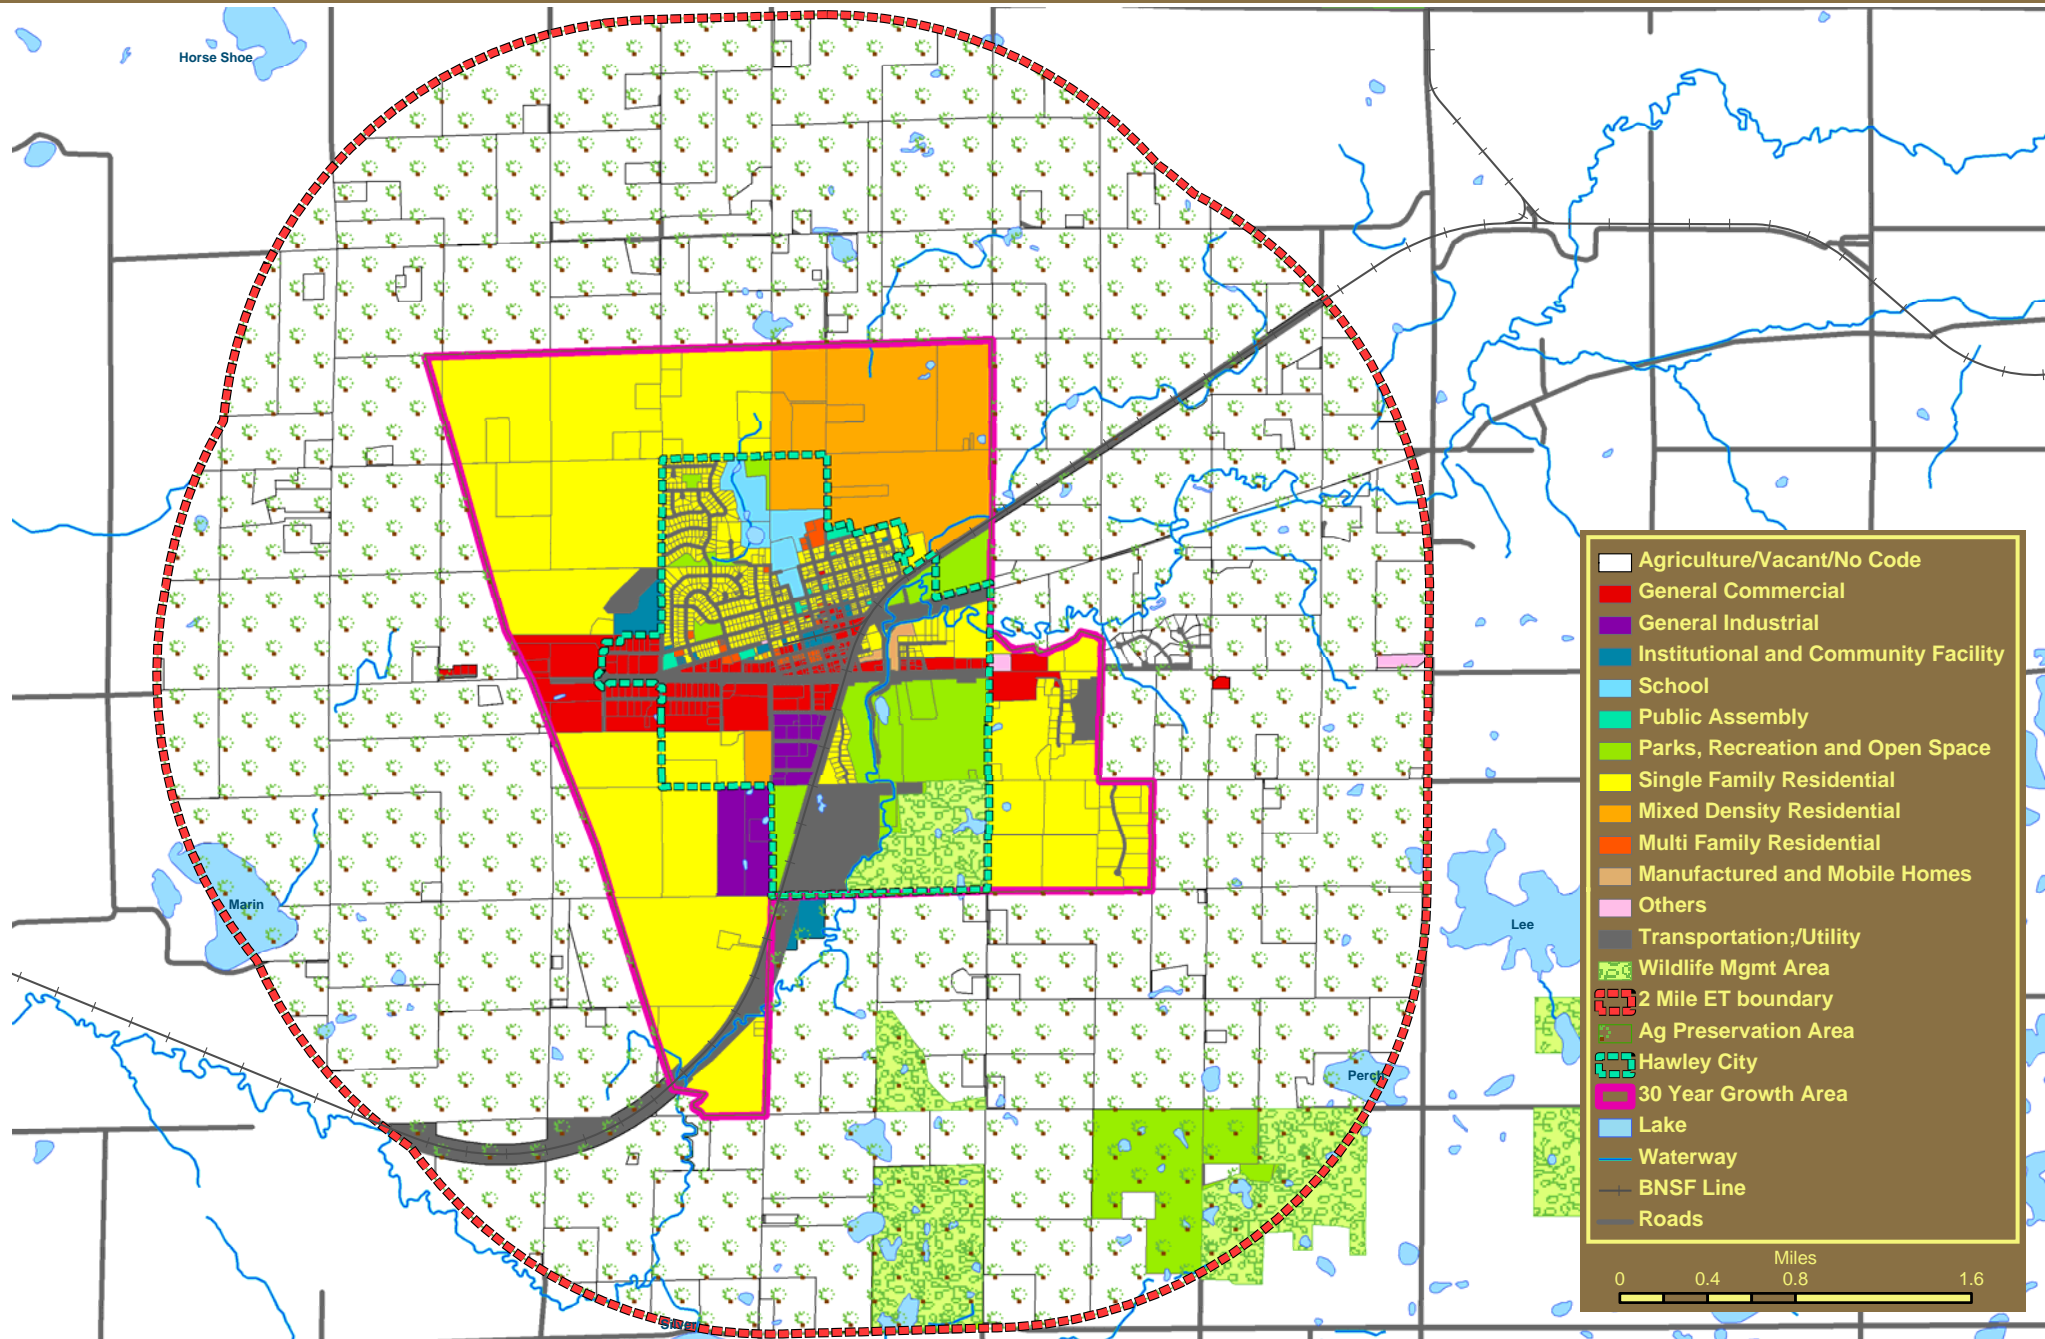 Horse Shoe
Agriculture/Vacant/No Code
General Commercial
General Industrial
Institutional and Community Facility
School
Public Assembly
Parks, Recreation and Open Space
Single Family Residential
Mixed Density Residential
Multi Family Residential
Manufactured and Mobile Homes
Others
Transportation;/Utility
Wildlife Mgmt Area
2 Mile ET boundary
Ag Preservation Area
Hawley City
30 Year Growth Area
Lake
Waterway
BNSF Line
Roads
Miles
0 0.4 0.8 1.6
Marin
Lee
Perch